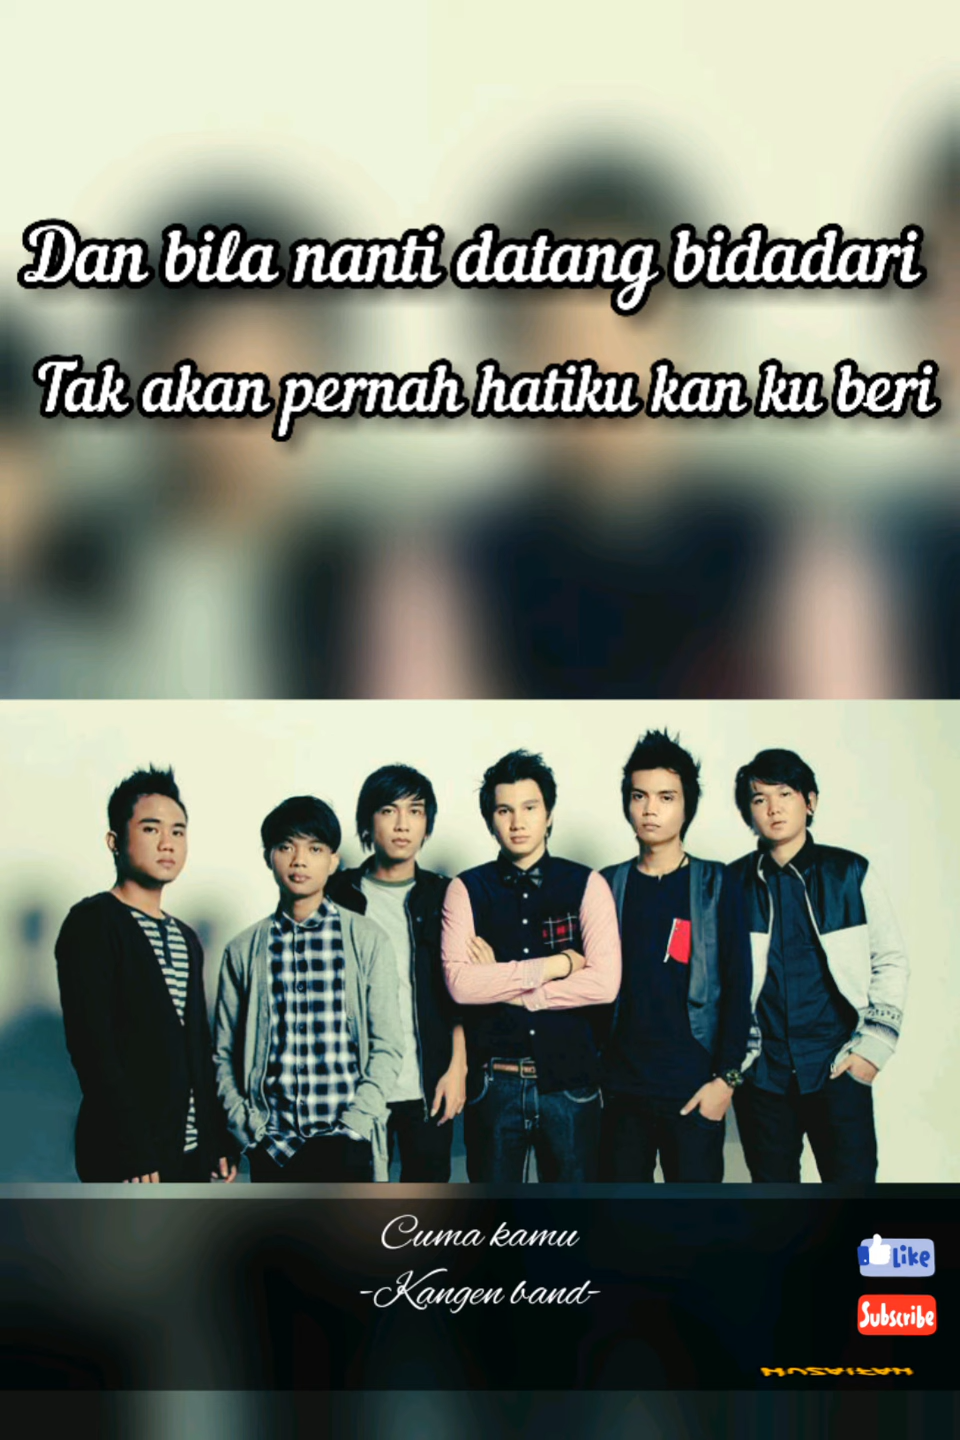 Dan bila nanti datang bidadari
Tak akan pernah hatiku kan ku beri
Cuma kamu
-Kangen band-
Like
Subscribe